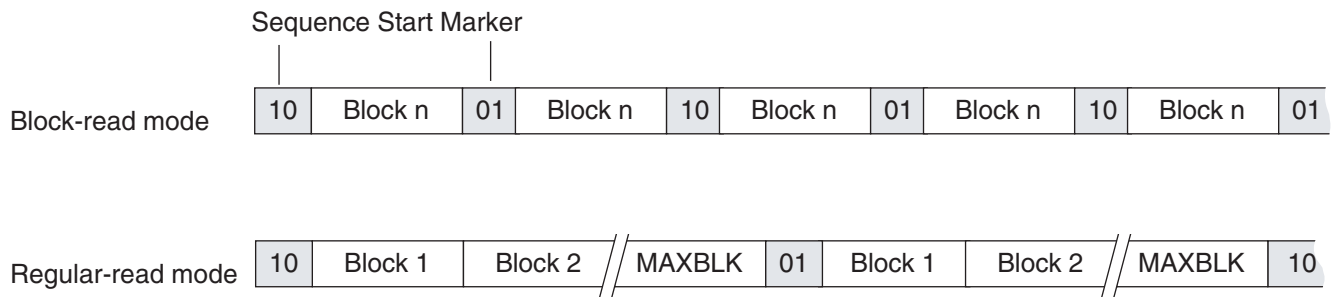 Sequence Start Marker
Block-read mode 10 Block n 01 Block n 10 Block n 01 Block n 10 Block n 01
Regular-read mode 10 Block 1 Block 2 MAXBLK 01 Block 1 Block 2 MAXBLK 10